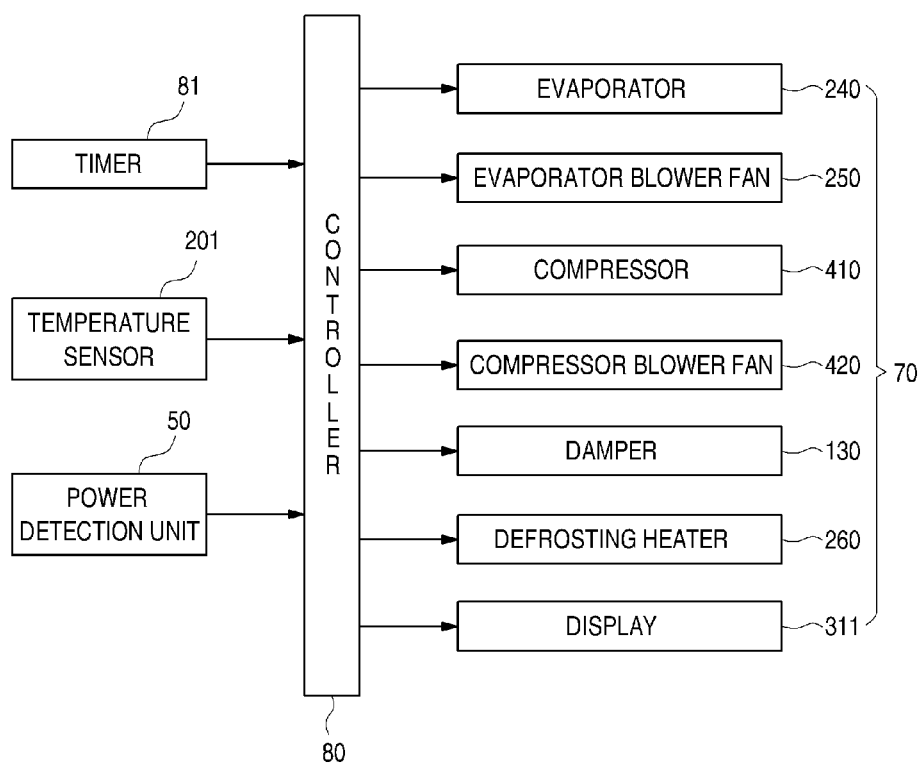 81
TIMER
201
TEMPERATURE
SENSOR
50
POWER
DETECTION UNIT
CONTROLLER
80
EVAPORATOR 240
EVAPORATOR BLOWER FAN 250
COMPRESSOR 410
COMPRESSOR BLOWER FAN 420
DAMPER 130
DEFROSTING HEATER 260
DISPLAY 311
70